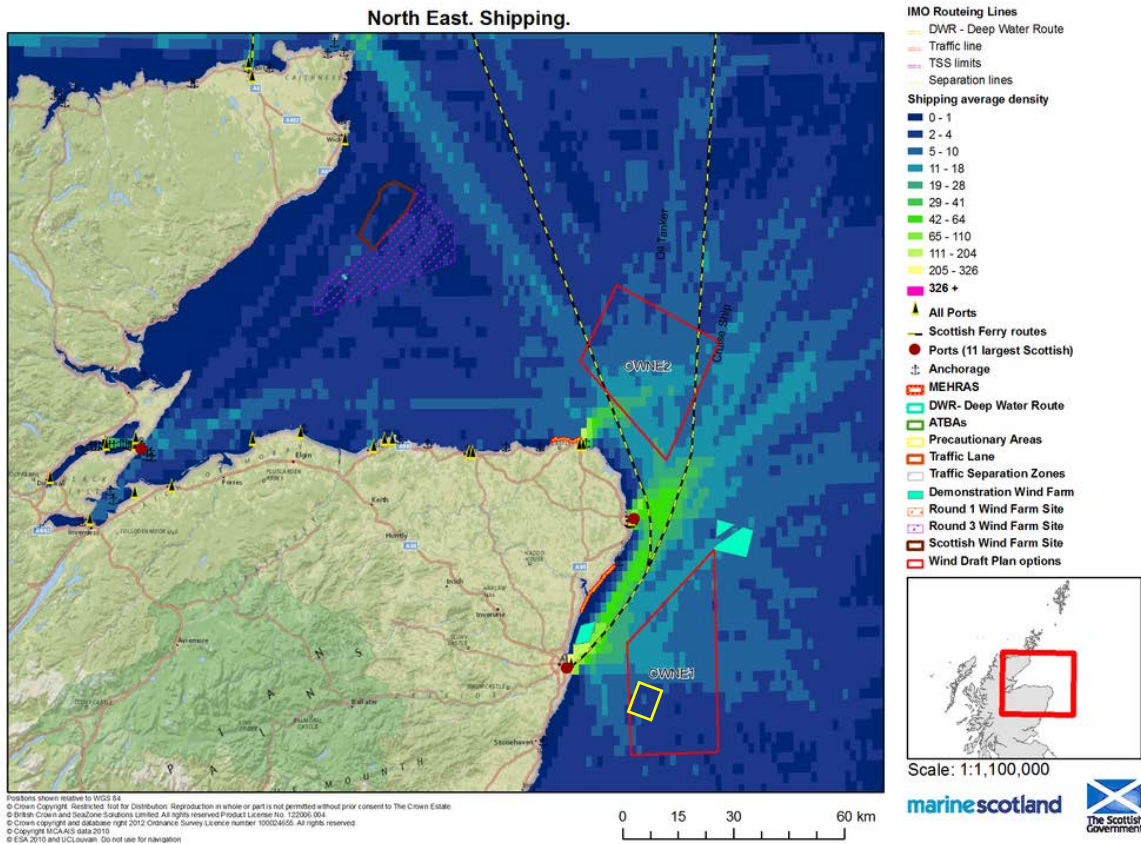 North East. Shipping.
IMO Routeing Lines
DWR - Deep Water Route
Traffic line
TSS limits
Separation lines
Shipping average density
0 - 1
2 - 4
5 - 10
11 - 18
19 - 28
29 - 41
42 - 64
65 - 110
111 - 204
205 - 326
326 +
All Ports
Scottish Ferry routes
Ports (11 largest Scottish)
Anchorage
MEHRAS
DWR- Deep Water Route
ATBAs
Precautionary Areas
Traffic Lane
Traffic Separation Zones
Demonstration Wind Farm
Round 1 Wind Farm Site
Round 3 Wind Farm Site
Scottish Wind Farm Site
Wind Draft Plan options
CAITHNESS
Wick
Oil Tanker
Cruise Ship
OWNE2
Elgin
Forres
Keith
Huntly
Inverness
Inverurie
Aviemore
OWNE1
Ballater
Stonehaven
Scale: 1:1,100,000
marinescotland
The Scottish
Government
Positions shown relative to WGS 84
© Crown Copyright. Restricted. Not for Distribution. Reproduction in whole or part is not permitted without prior consent to The Crown Estate
© British Crown and SeaZone Solutions Limited. All rights reserved Product License No. 122006.004
© Crown copyright and database right 2012 Ordnance Survey Licence number 100024655. All rights reserved.
© Copyright MCA AIS data 2010
© ESA 2010 and UCLouvain. Do not use for navigation
0 15 30 60 km